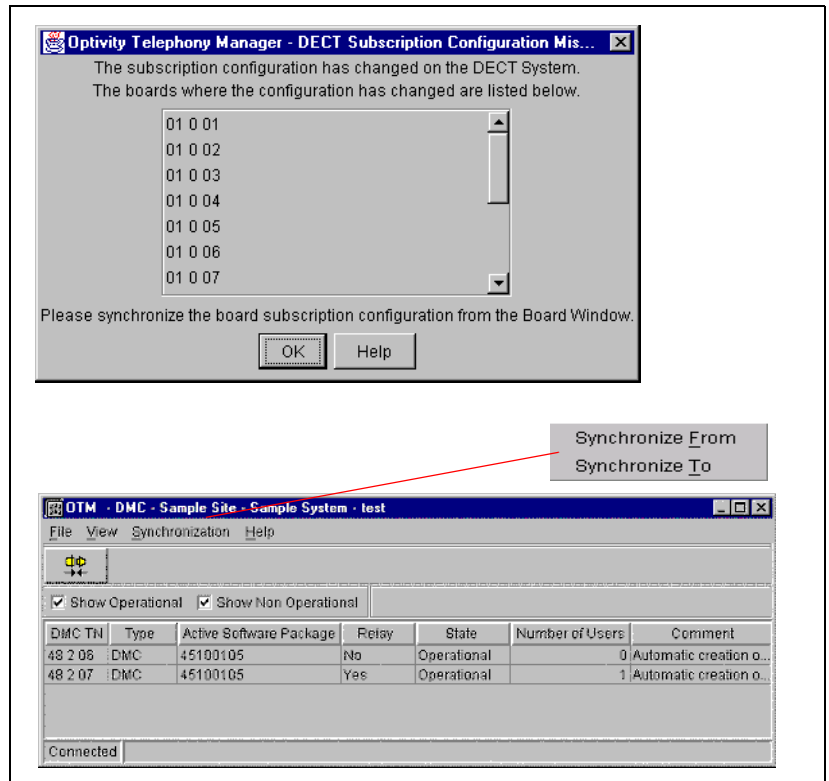 Optivity Telephony Manager - DECT Subscription Configuration Mis...
The subscription configuration has changed on the DECT System.
The boards where the configuration has changed are listed below.
01 0 01
01 0 02
01 0 03
01 0 04
01 0 05
01 0 06
01 0 07
Please synchronize the board subscription configuration from the Board Window.
OK Help
Synchronize From
Synchronize To
OTM - DMC - Sample Site - Sample System - test
File View Synchronization Help
Show Operational Show Non Operational
DMC TN Type Active Software Package Relay State Number of Users Comment
48 2 06 DMC 45100105 No Operational 0 Automatic creation o...
48 2 07 DMC 45100105 Yes Operational 1 Automatic creation o...
Connected